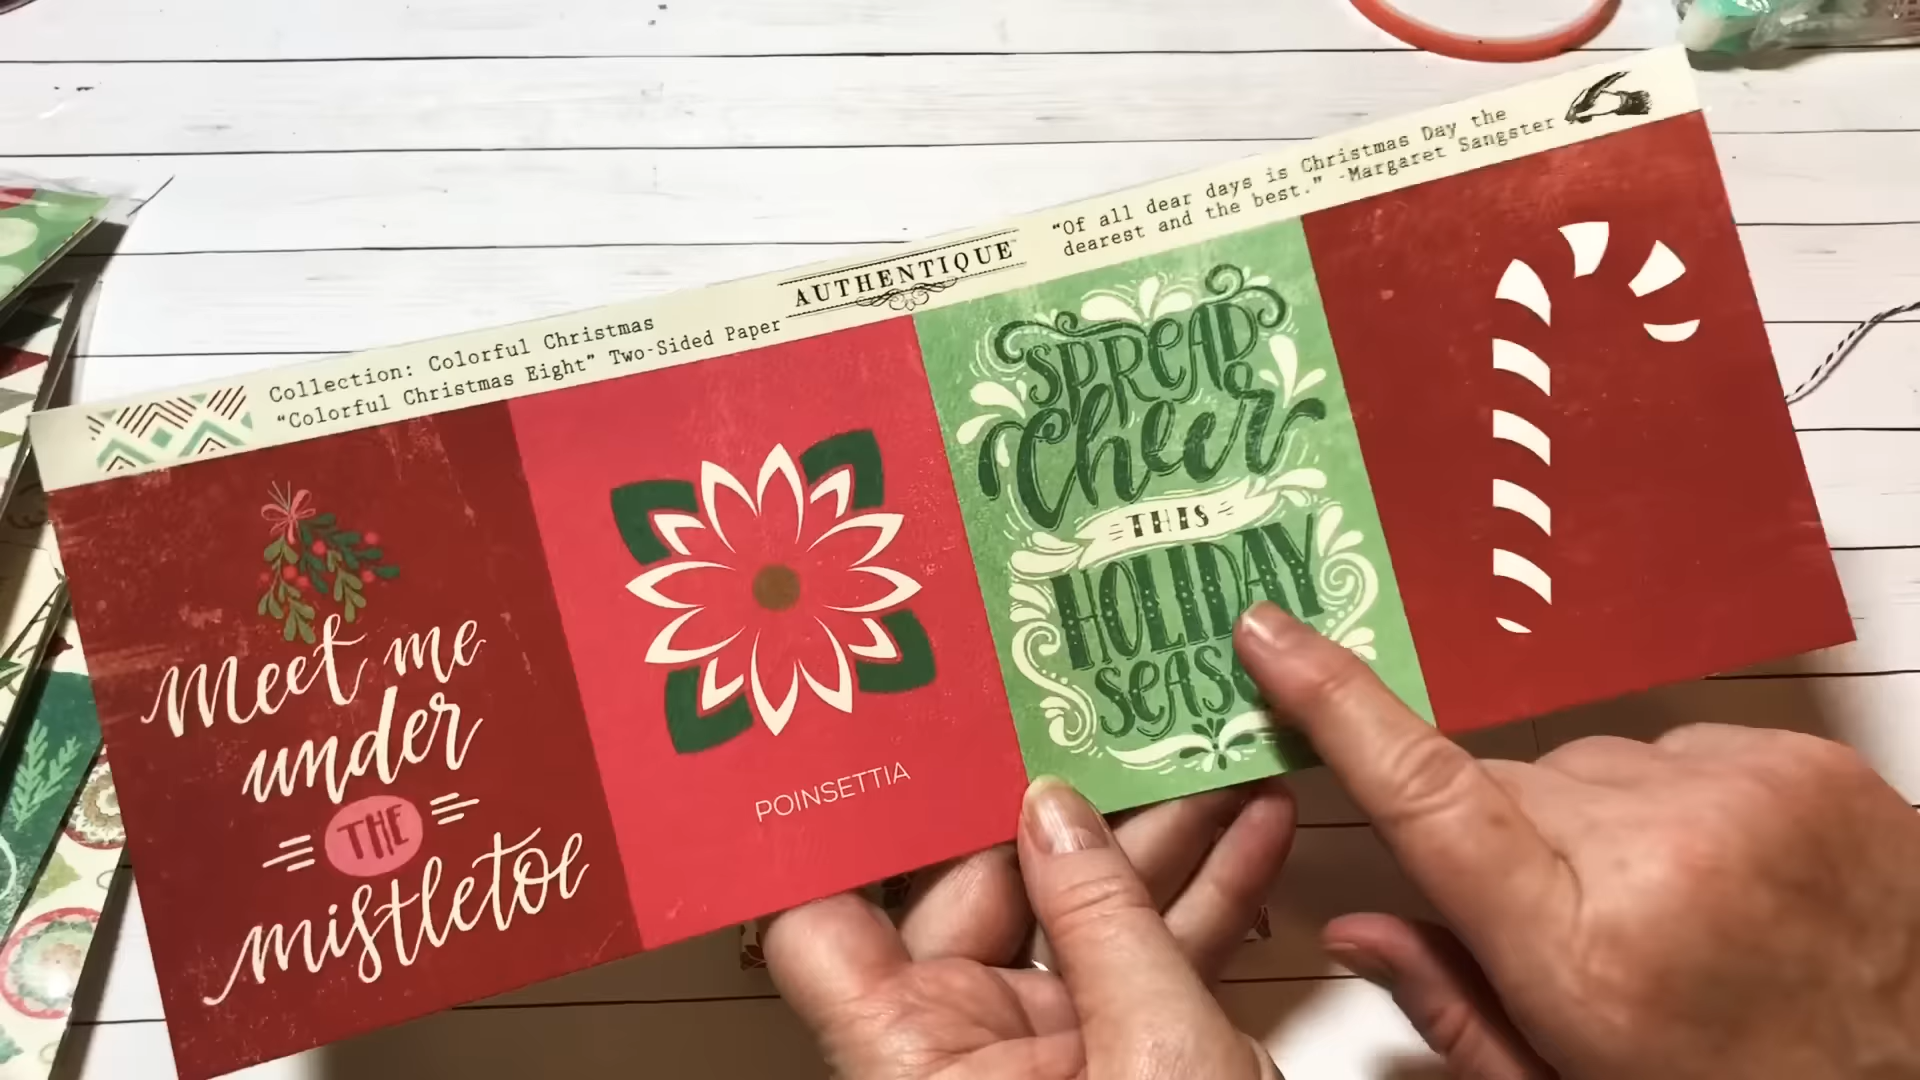 Collection: Colorful Christmas
"Colorful Christmas Eight" Two-Sided Paper
AUTHENTIQUE
"Of all dear days is Christmas Day the
dearest and the best." -Margaret Sangster
Meet me
under
THE
mistletoe
POINSETTIA
SPREAD
Cheer
THIS
HOLIDAY